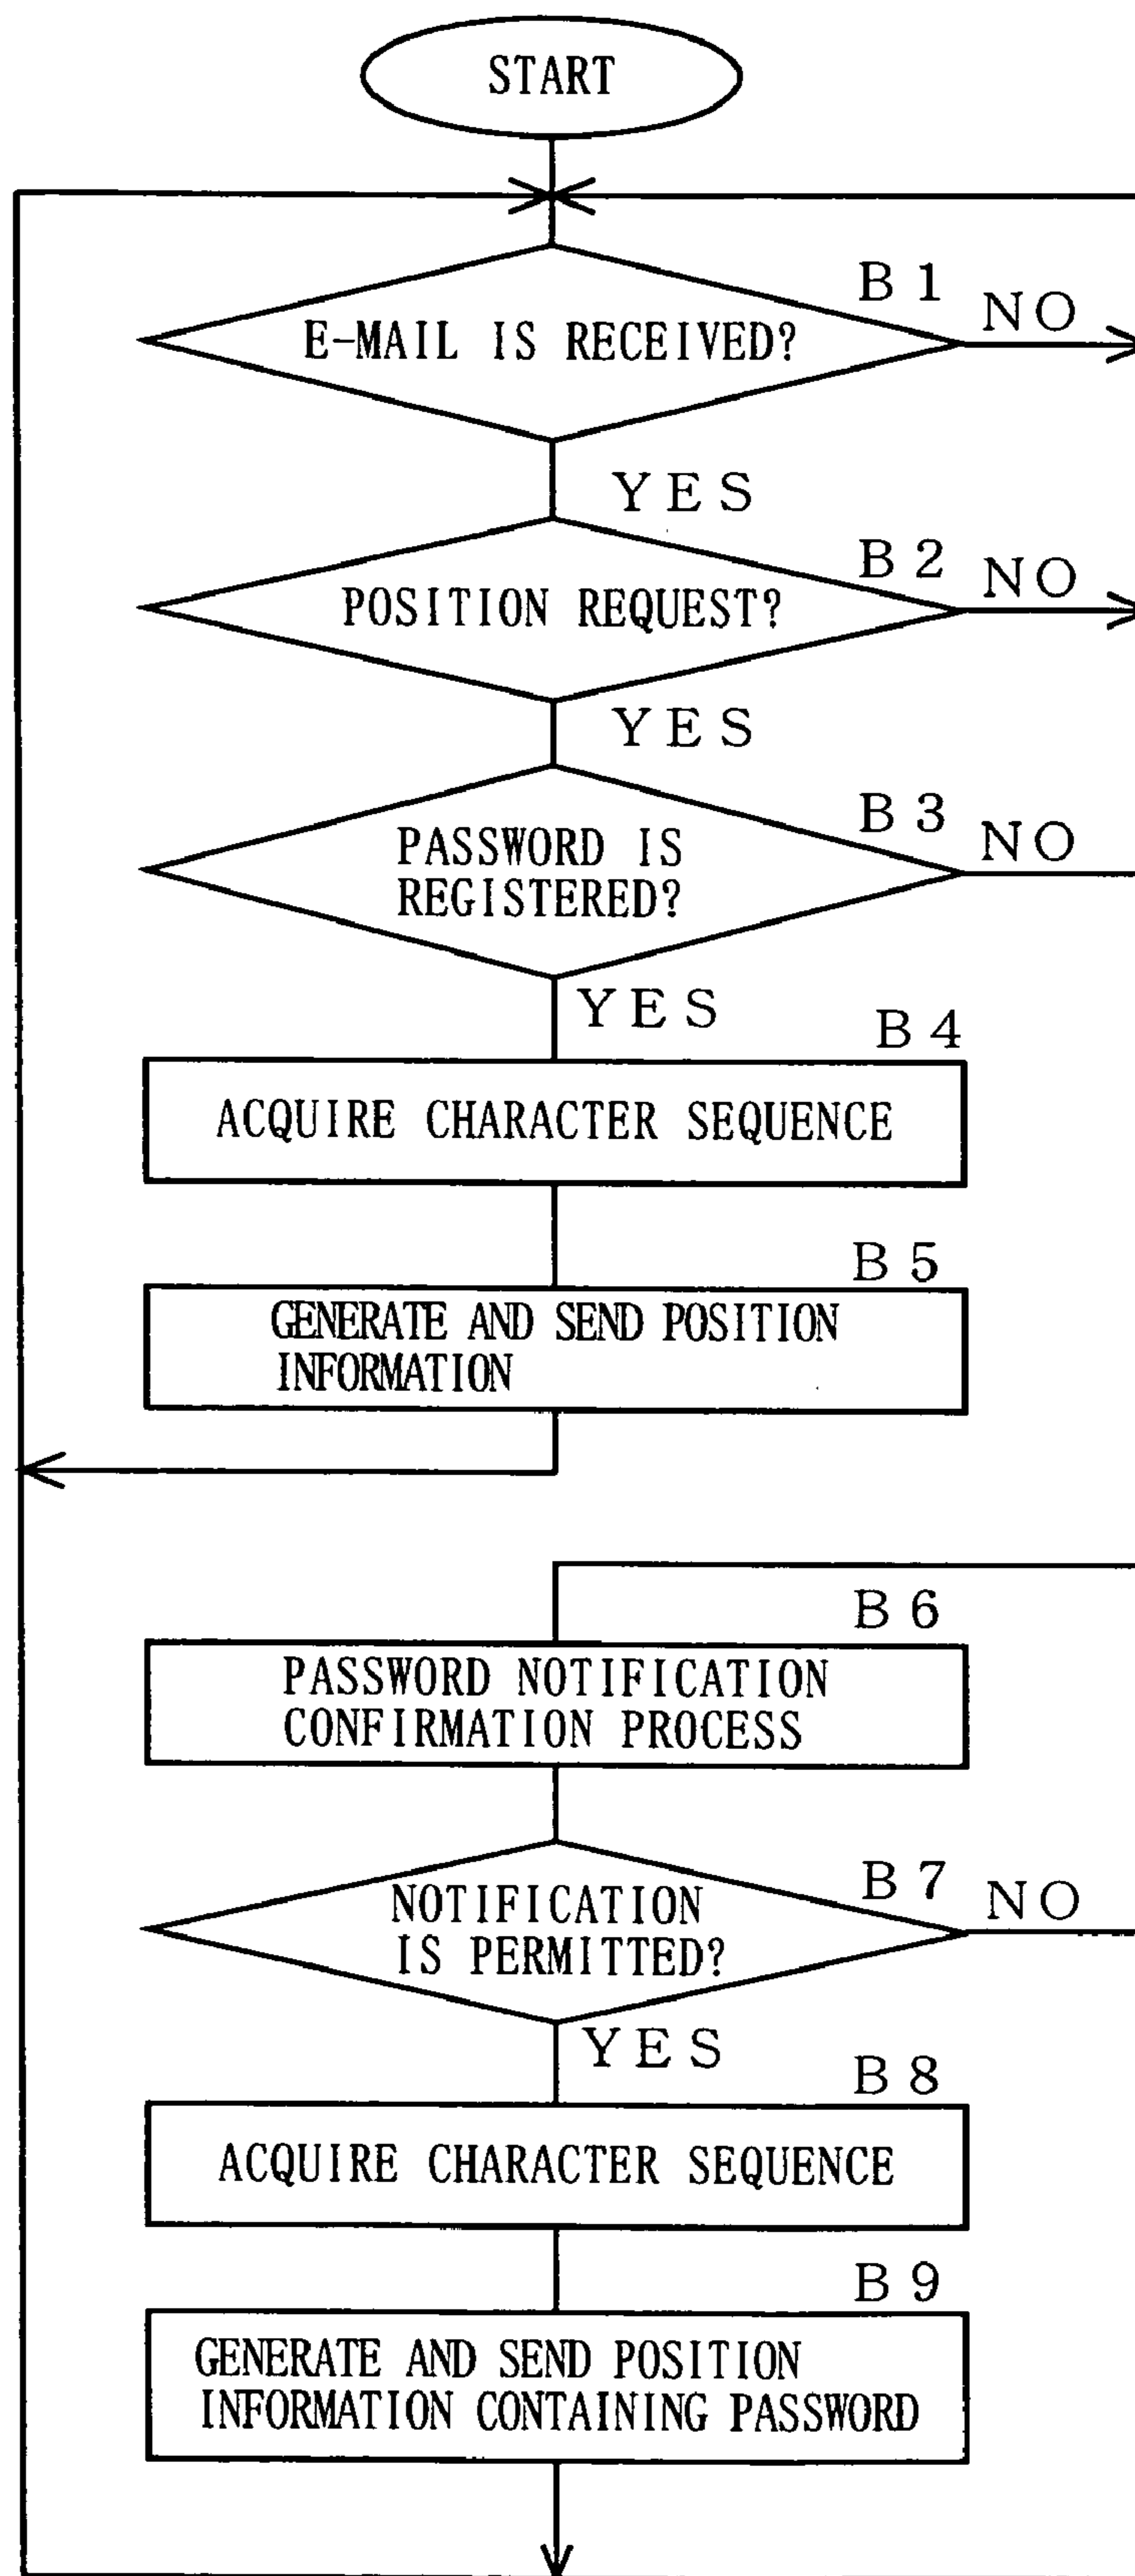 START
B1
NO
E-MAIL IS RECEIVED?
YES
B2
NO
POSITION REQUEST?
YES
B3
NO
PASSWORD IS
REGISTERED?
YES
B4
ACQUIRE CHARACTER SEQUENCE
B5
GENERATE AND SEND POSITION
INFORMATION
B6
PASSWORD NOTIFICATION
CONFIRMATION PROCESS
B7
NO
NOTIFICATION
IS PERMITTED?
YES
B8
ACQUIRE CHARACTER SEQUENCE
B9
GENERATE AND SEND POSITION
INFORMATION CONTAINING PASSWORD